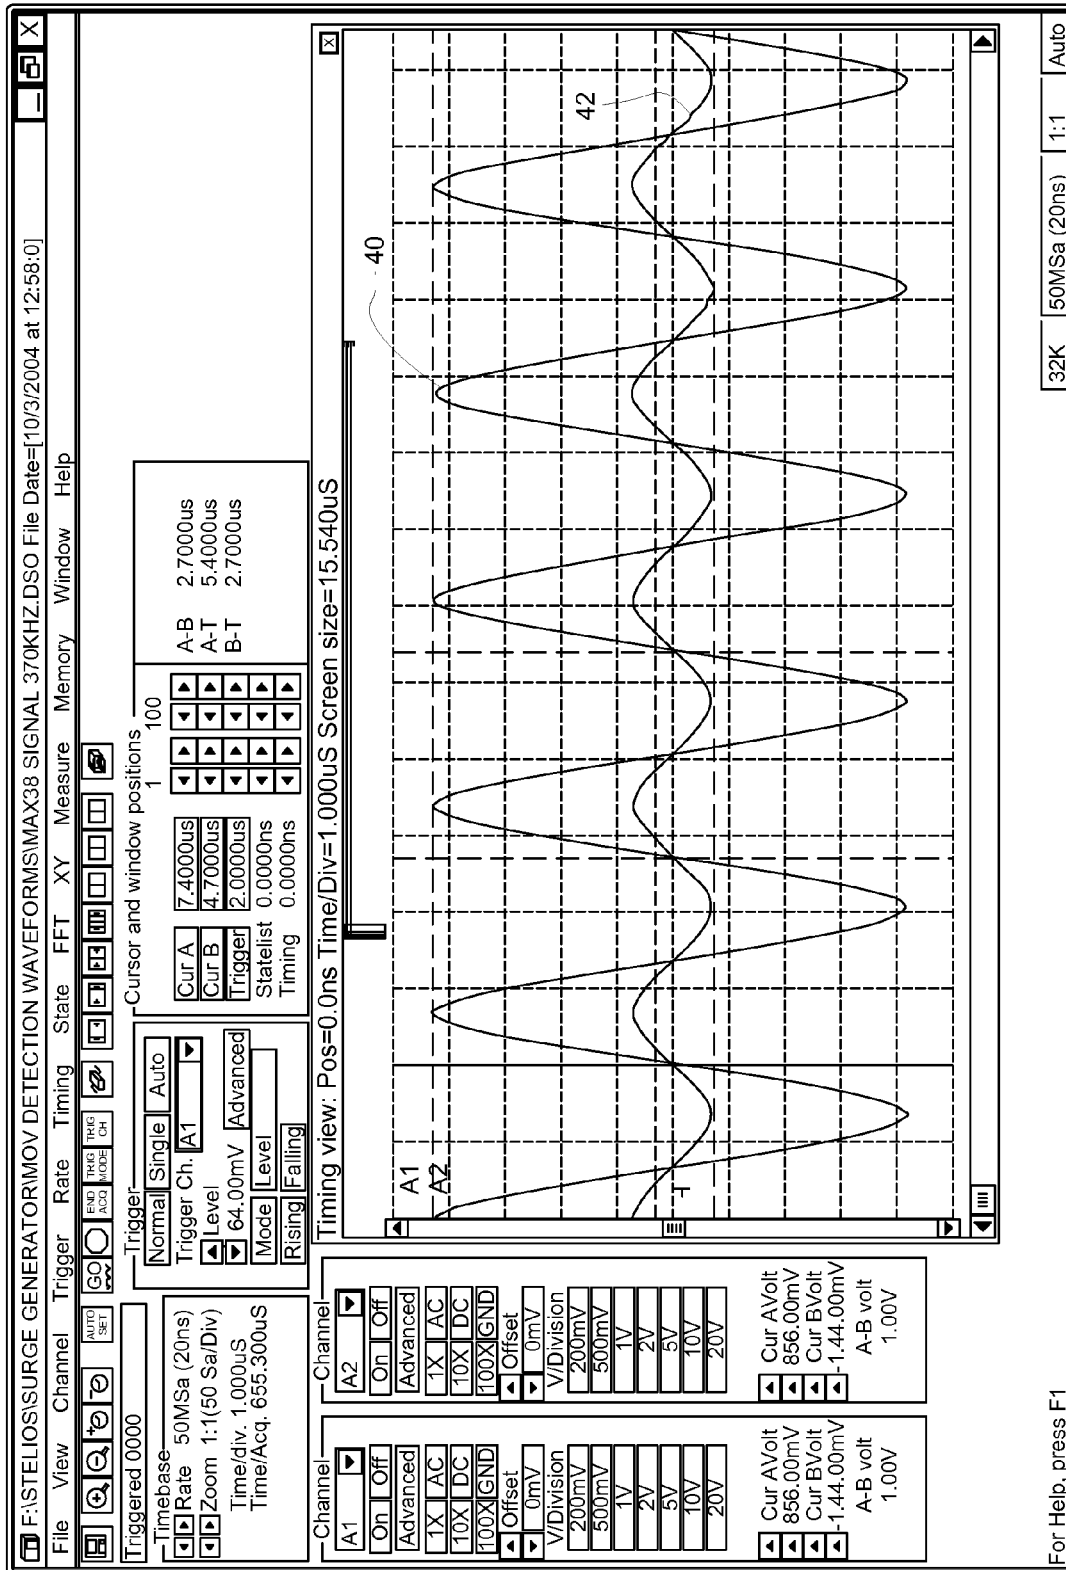 F:\STELIOS\SURGE GENERATOR\MOV DETECTION WAVEFORMS\MAX38 SIGNAL 370KHZ.DSO File Date=[10/3/2004 at 12:58:0]
File View Channel Trigger Rate Timing State FFT XY Measure Memory Window Help
AUTO SET
GO
END ACQ
TRIG MODE
TRIG CH
Triggered 0000
Timebase
Rate 50MSa (20ns)
Zoom 1:1(50 Sa/Div)
Time/div. 1.000uS
Time/Acq. 655.300uS
Trigger
Normal Single Auto
Trigger Ch. A1
Level
64.00mV Advanced
Mode Level
Rising Falling
Cursor and window positions
1 100
Cur A 7.4000us
Cur B 4.7000us
Trigger 2.0000us
Statelist 0.0000ns
Timing 0.0000ns
A-B 2.7000us
A-T 5.4000us
B-T 2.7000us
Channel
A1
On Off
Advanced
1X AC
10X DC
100X GND
Offset
0mV
V/Division
200mV
500mV
1V
2V
5V
10V
20V
Cur AVolt
856.00mV
Cur BVolt
-1.44.00mV
A-B volt
1.00V
Channel
A2
On Off
Advanced
1X AC
10X DC
100X GND
Offset
0mV
V/Division
200mV
500mV
1V
2V
5V
10V
20V
Cur AVolt
856.00mV
Cur BVolt
-1.44.00mV
A-B volt
1.00V
Timing view: Pos=0.0ns Time/Div=1.000uS Screen size=15.540uS
A1
A2
T
40
42
For Help, press F1
32K 50MSa (20ns) 1:1 Auto